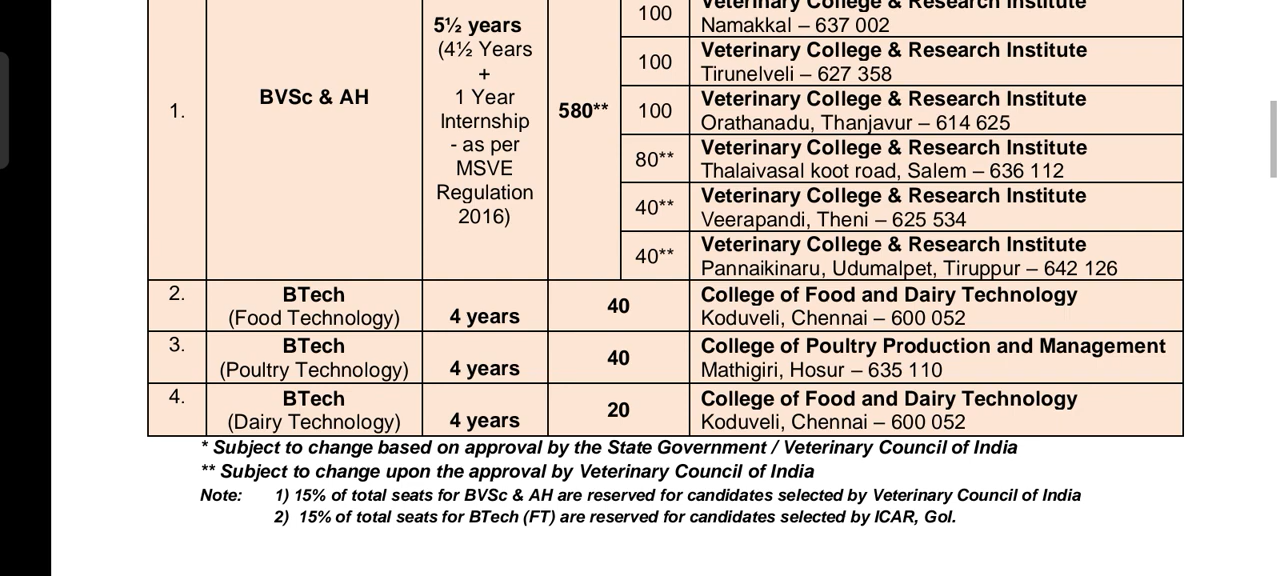 Veterinary College & Research Institute
100
Namakkal – 637 002
1.
BVSc & AH
5½ years
(4½ Years
+
1 Year
Internship
- as per
MSVE
Regulation
2016)
580**
100
Veterinary College & Research Institute
Tirunelveli – 627 358
100
Veterinary College & Research Institute
Orathanadu, Thanjavur – 614 625
80**
Veterinary College & Research Institute
Thalaivasal koot road, Salem – 636 112
40**
Veterinary College & Research Institute
Veerapandi, Theni – 625 534
40**
Veterinary College & Research Institute
Pannaikinaru, Udumalpet, Tiruppur – 642 126
2.
BTech
(Food Technology)
4 years
40
College of Food and Dairy Technology
Koduveli, Chennai – 600 052
3.
BTech
(Poultry Technology)
4 years
40
College of Poultry Production and Management
Mathigiri, Hosur – 635 110
4.
BTech
(Dairy Technology)
4 years
20
College of Food and Dairy Technology
Koduveli, Chennai – 600 052
* Subject to change based on approval by the State Government / Veterinary Council of India
** Subject to change upon the approval by Veterinary Council of India
Note: 1) 15% of total seats for BVSc & AH are reserved for candidates selected by Veterinary Council of India
2) 15% of total seats for BTech (FT) are reserved for candidates selected by ICAR, GoI.